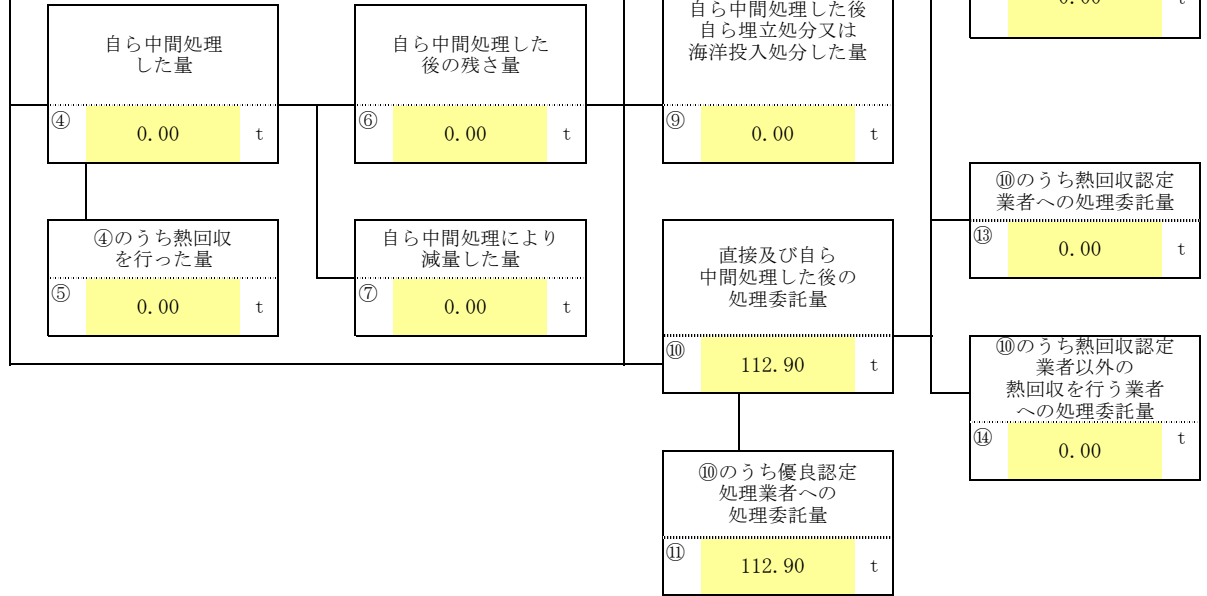 自ら中間処理
した量
④
0.00
t
自ら中間処理した
後の残さ量
⑥
0.00
t
自ら中間処理した後
自ら埋立処分又は
海洋投入処分した量
⑨
0.00
t
0.00
t
④のうち熱回収
を行った量
⑤
0.00
t
自ら中間処理により
減量した量
⑦
0.00
t
直接及び自ら
中間処理した後の
処理委託量
⑩
112.90
t
⑩のうち熱回収認定
業者への処理委託量
⑬
0.00
t
⑩のうち熱回収認定
業者以外の
熱回収を行う業者
への処理委託量
⑭
0.00
t
⑩のうち優良認定
処理業者への
処理委託量
⑪
112.90
t